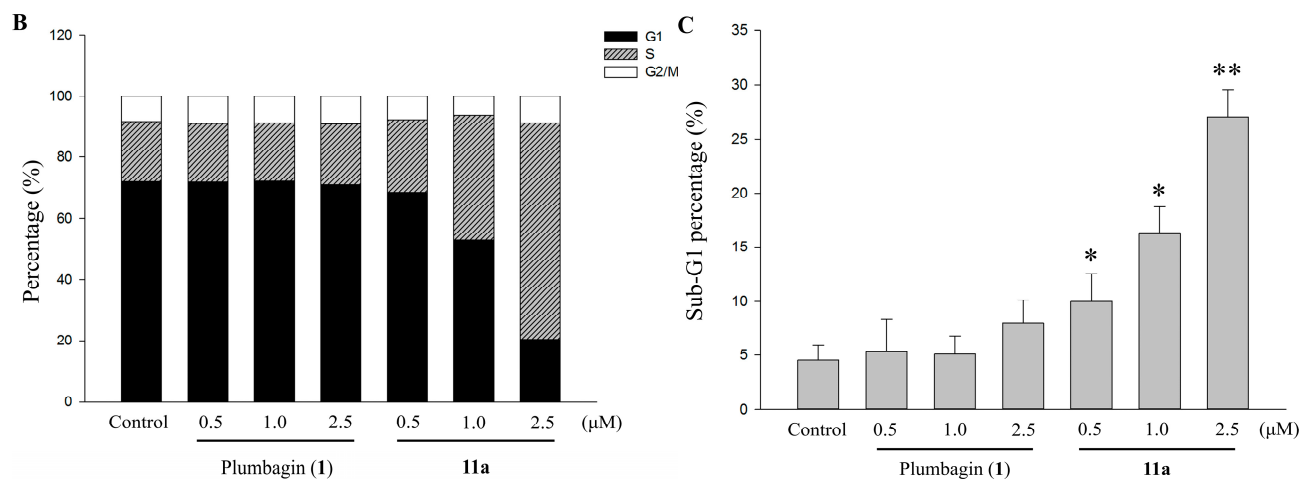 B
120
100
80
60
40
20
0
Percentage (%)
G1
S
G2/M
Control 0.5 1.0 2.5 0.5 1.0 2.5 (μM)
Plumbagin (1) 11a
C
35
30
25
20
15
10
5
0
Sub-G1 percentage (%)
* * **
Control 0.5 1.0 2.5 0.5 1.0 2.5 (μM)
Plumbagin (1) 11a